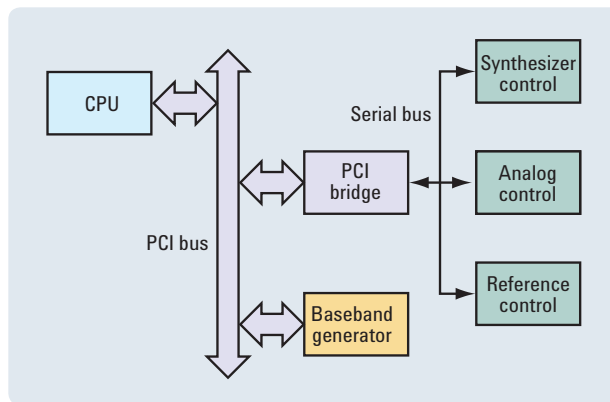 CPU
PCI bus
PCI
bridge
Baseband
generator
Serial bus
Synthesizer
control
Analog
control
Reference
control